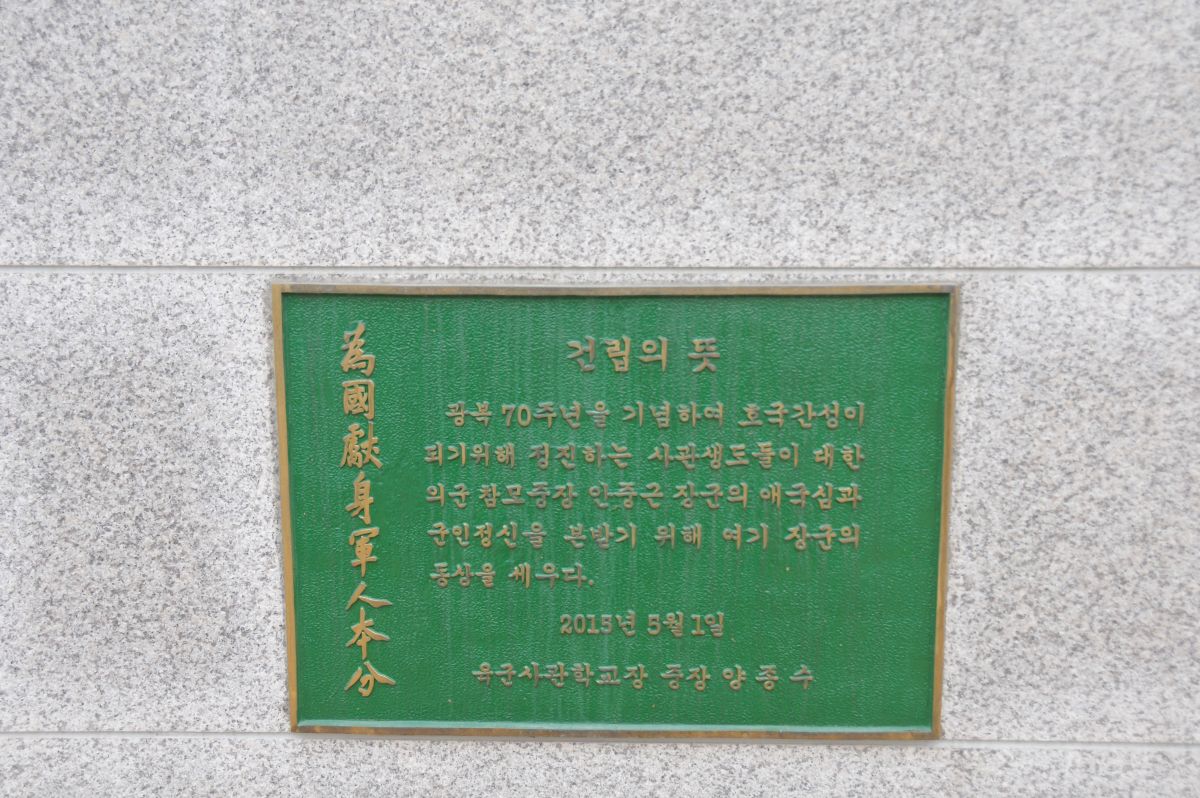 為國獻身軍人本分
건립의 뜻
광복 70주년을 기념하여 호국간성이
되기위해 정진하는 사관생도들이 대한
의군 참모중장 안중근 장군의 애국심과
군인정신을 본받기 위해 여기 장군의
동상을 세우다.
2015년 5월 1일
육군사관학교장 중장 양종수